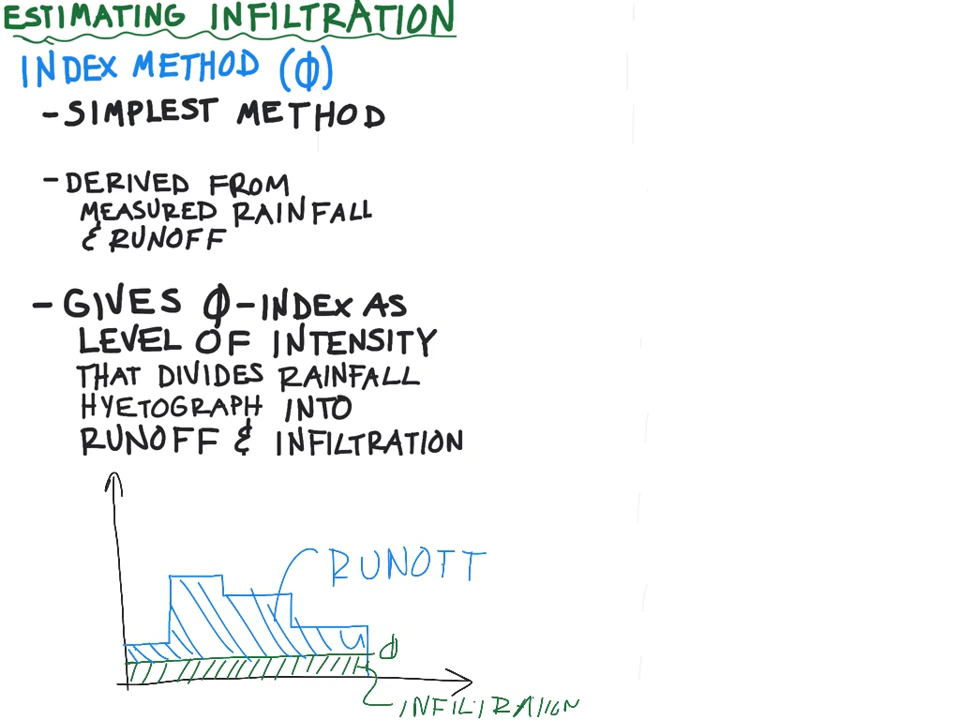 ESTIMATING INFILTRATION
INDEX METHOD (ϕ)
- SIMPLEST METHOD
- DERIVED FROM
MEASURED RAINFALL
& RUNOFF
- GIVES ϕ-INDEX AS
LEVEL OF INTENSITY
THAT DIVIDES RAINFALL
HYETOGRAPH INTO
RUNOFF & INFILTRATION
RUNOFF
ϕ
INFILTRATION